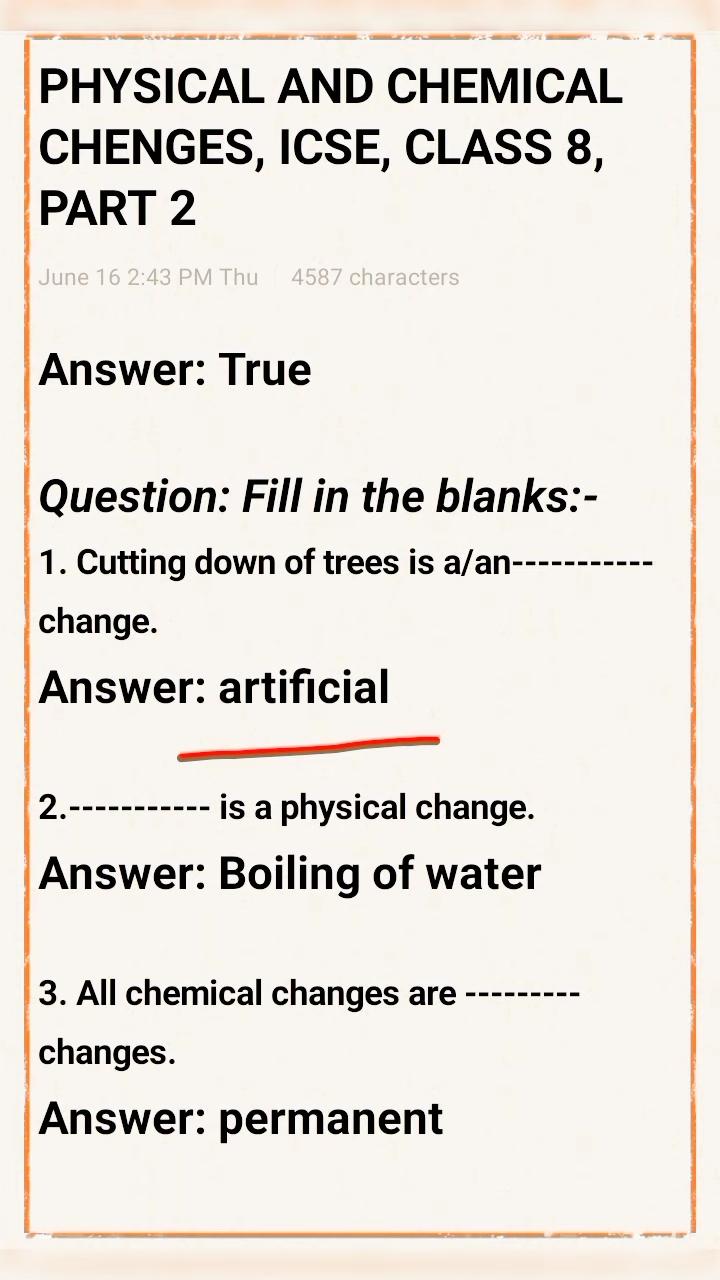 PHYSICAL AND CHEMICAL
CHENGES, ICSE, CLASS 8,
PART 2
June 16 2:43 PM Thu | 4587 characters
Answer: True
Question: Fill in the blanks:-
1. Cutting down of trees is a/an-----------
change.
Answer: artificial
2.----------- is a physical change.
Answer: Boiling of water
3. All chemical changes are ---------
changes.
Answer: permanent